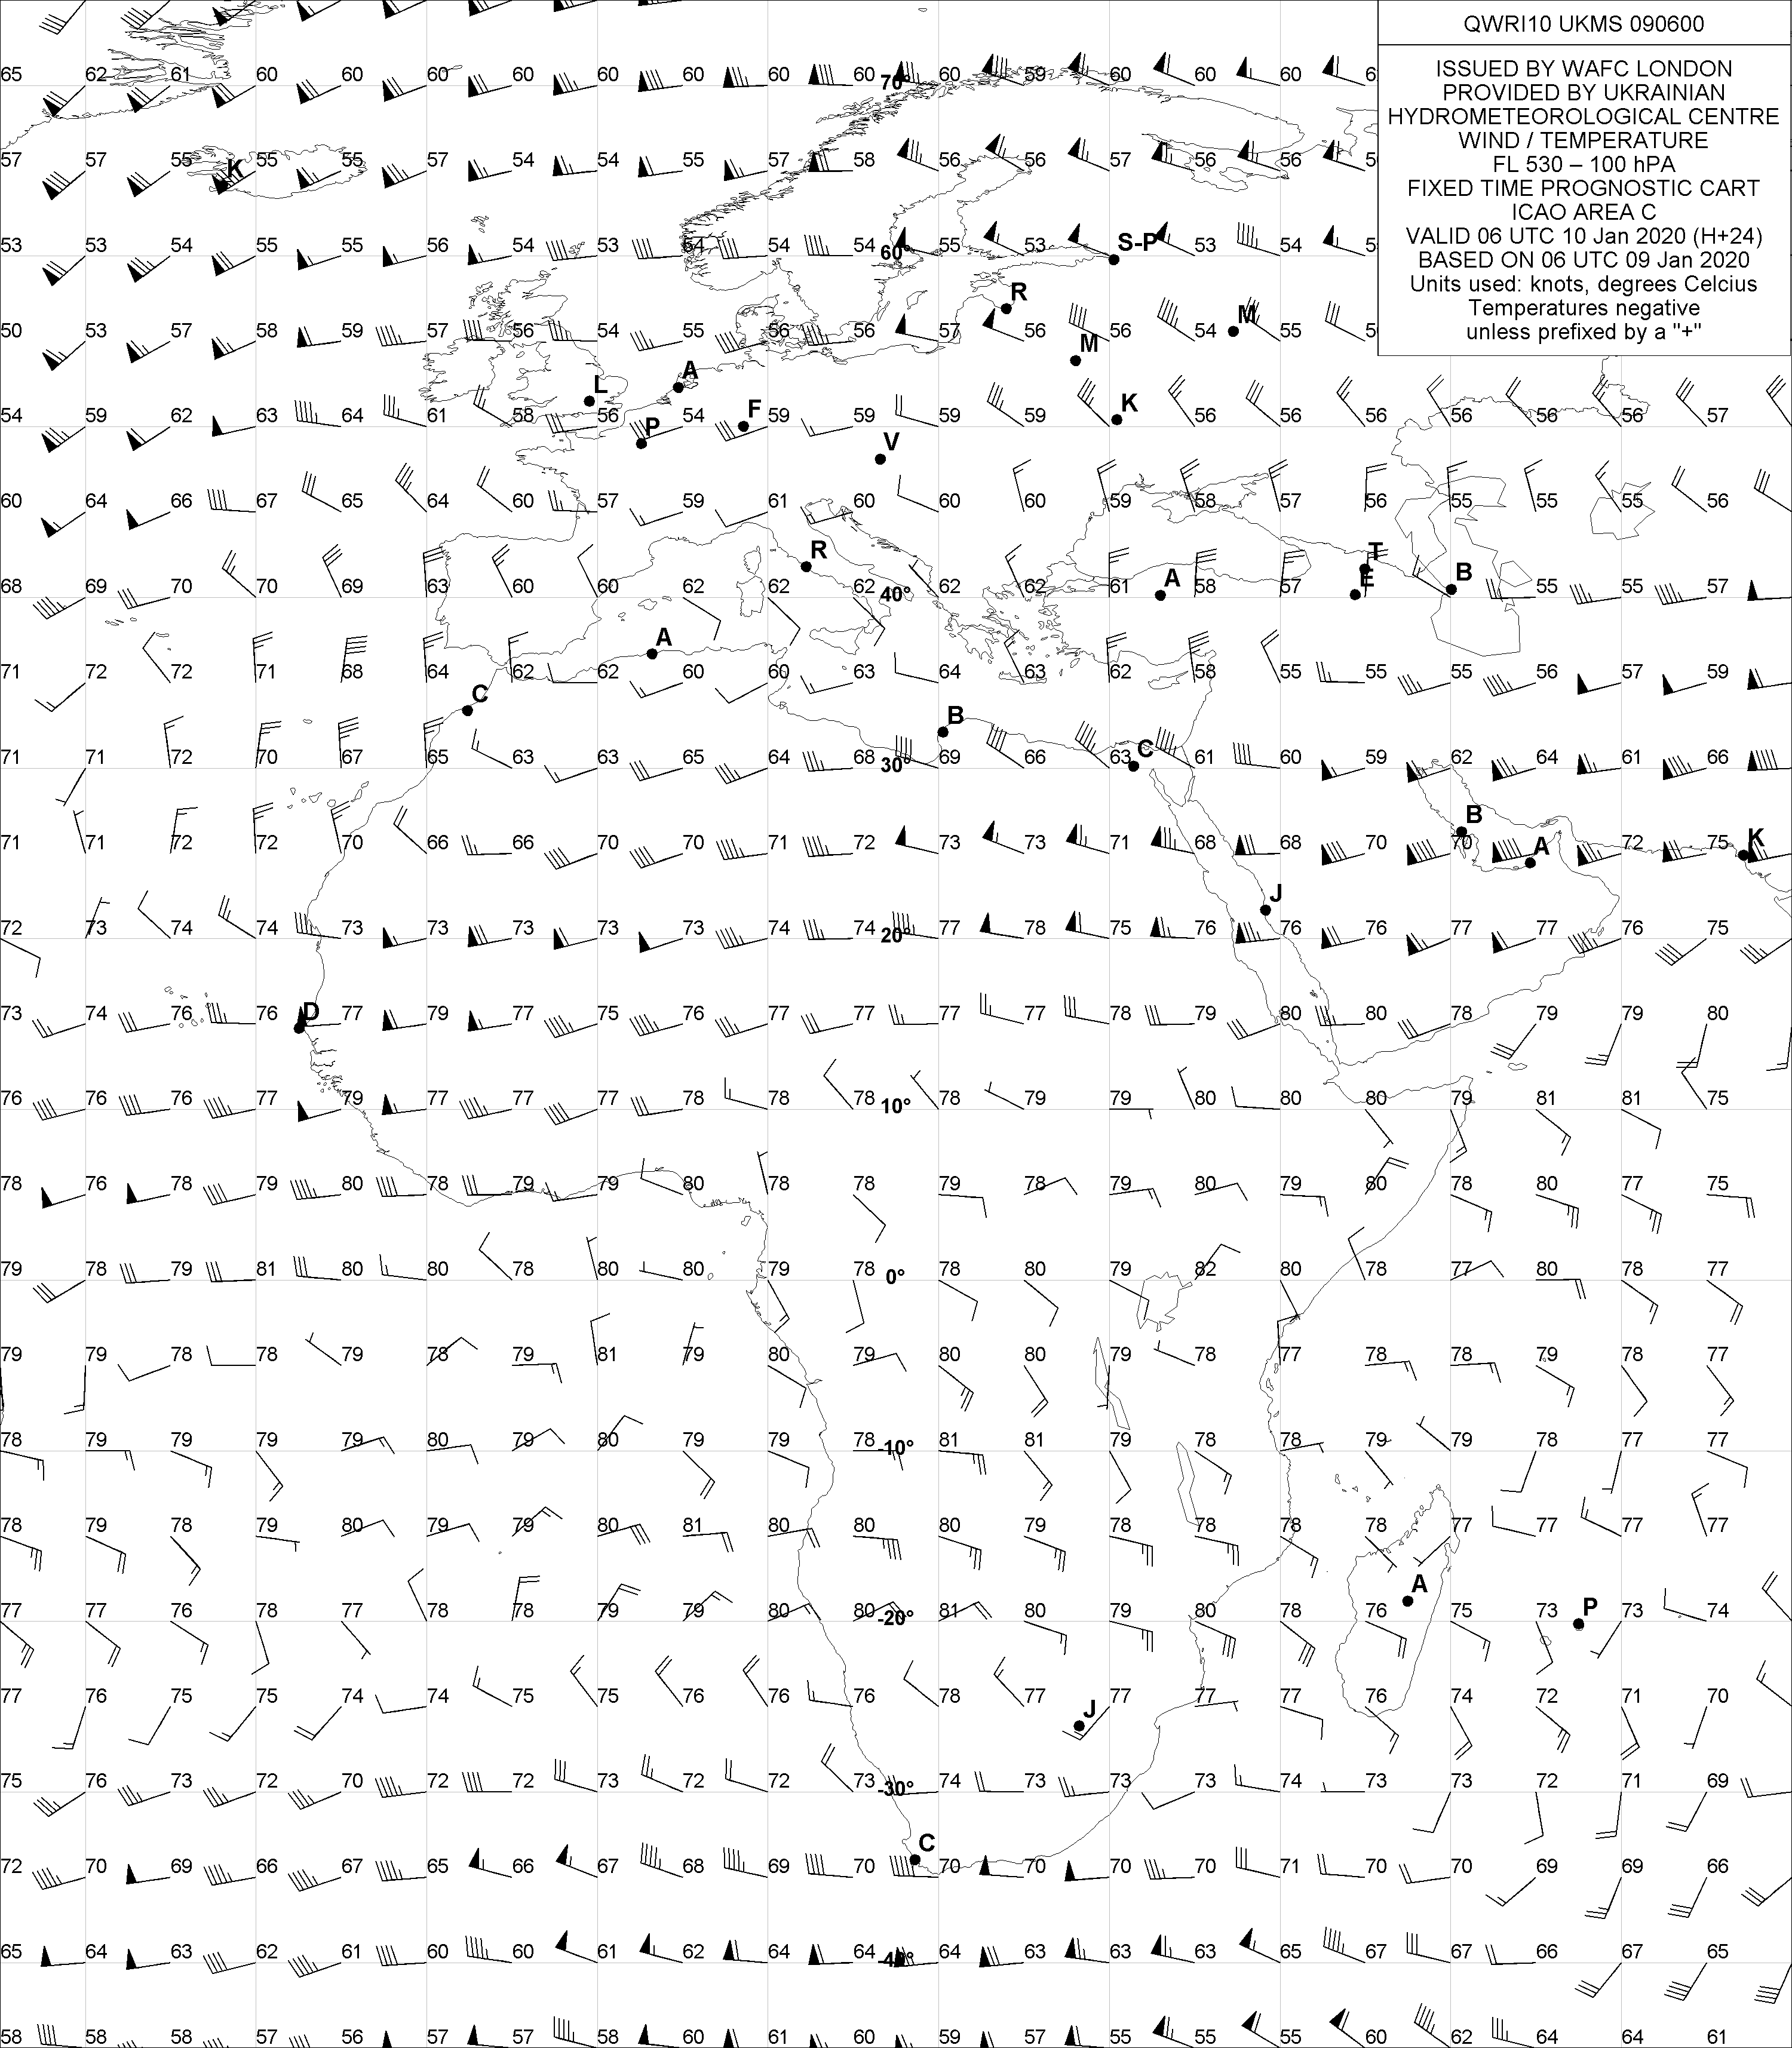 QWRI10 UKMS 090600
ISSUED BY WAFC LONDON
PROVIDED BY UKRAINIAN
HYDROMETEOROLOGICAL CENTRE
WIND / TEMPERATURE
FL 530 – 100 hPA
FIXED TIME PROGNOSTIC CART
ICAO AREA C
VALID 06 UTC 10 Jan 2020 (H+24)
BASED ON 06 UTC 09 Jan 2020
Units used: knots, degrees Celcius
Temperatures negative
unless prefixed by a "+"
65 62 61 60 60 60 60 60 60 60 60 70° 60 59 60 60 60 6
57 57 55 55 55 57 54 54 55 57 58 56 56 57 56 56 5
K
53 53 54 55 55 56 54 53 54 54 54 60° 55 53 S-P 53 54 5
R
50 53 57 58 59 57 56 54 55 56 56 57 56 56 54 M 55 5
M
A
L
54 59 62 63 64 61 58 56 54 59 59 59 59 K 56 56 56 56 56 56 57 58
P F
V
60 64 66 67 65 64 60 57 59 61 60 60 60 59 58 57 56 55 55 55 56
R T
68 69 70 70 69 63 60 60 62 62 62 40° 62 62 61 A 58 57 E B 55 55 57
A
71 72 72 71 68 64 62 62 60 60 63 64 63 62 58 55 55 55 56 57 59
C
B
71 71 72 70 67 65 63 63 65 64 68 30° 69 66 63 C 61 60 59 62 64 61 66
B
71 71 72 72 70 66 66 70 70 71 72 73 73 71 68 68 70 70 A 72 75 K
J
72 73 74 74 73 73 73 73 73 74 74 20° 77 78 75 76 76 76 77 77 76 75
D
73 74 76 76 77 79 77 75 76 77 77 77 77 78 79 80 80 78 79 79 80
76 76 76 77 79 77 77 77 78 78 78 10° 78 79 79 80 80 80 79 81 81 75
78 76 78 79 80 78 79 79 80 78 78 79 78 79 80 79 80 78 80 77 75
79 78 79 81 80 80 78 80 80 79 78 0° 78 80 79 82 80 78 77 80 78 77
79 79 78 78 79 78 79 81 79 80 79 80 80 79 78 77 78 78 79 78 77
78 79 79 79 79 80 79 80 79 79 78 -10° 81 81 79 78 78 79 79 78 77 77
78 79 78 79 80 79 79 80 81 80 80 80 79 78 78 78 78 77 77 77 77
A
77 77 76 78 77 78 78 79 79 80 80 -20° 81 80 79 80 78 76 75 73 P 73 74
77 76 75 75 74 74 75 75 76 76 76 78 77 J 77 77 77 76 74 72 71 70
75 76 73 72 70 72 72 73 72 72 73 -30° 74 73 73 73 74 73 73 72 71 69
C
72 70 69 66 67 65 66 67 68 69 70 70 70 70 70 71 70 70 69 69 66
65 64 63 62 61 60 60 61 62 64 64 -40° 64 63 63 63 65 67 67 66 67 65
58 58 58 57 56 57 57 58 60 61 60 59 57 55 55 55 60 62 64 64 61